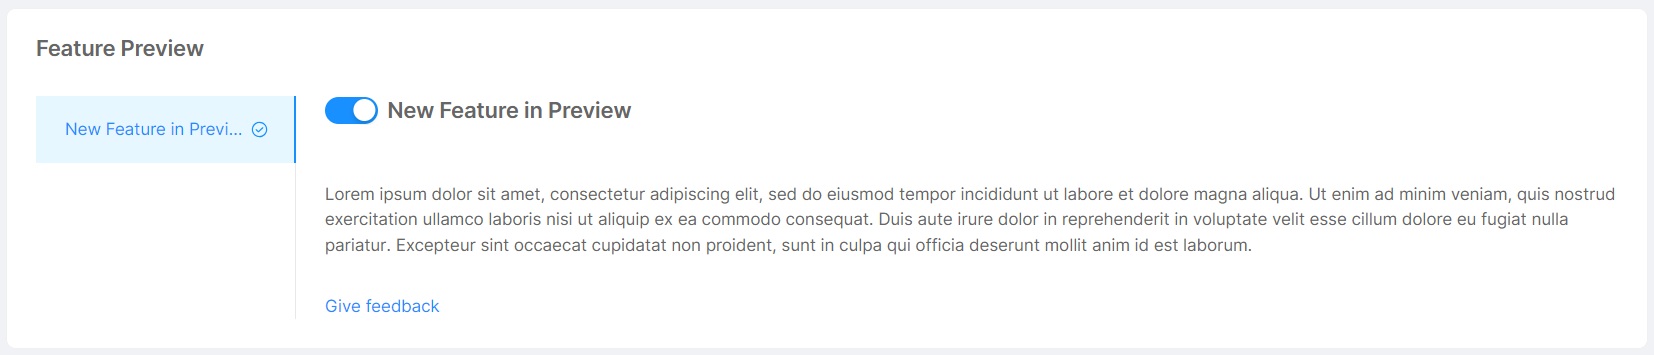 Feature Preview
New Feature in Previ...
New Feature in Preview
Lorem ipsum dolor sit amet, consectetur adipiscing elit, sed do eiusmod tempor incididunt ut labore et dolore magna aliqua. Ut enim ad minim veniam, quis nostrud
exercitation ullamco laboris nisi ut aliquip ex ea commodo consequat. Duis aute irure dolor in reprehenderit in voluptate velit esse cillum dolore eu fugiat nulla
pariatur. Excepteur sint occaecat cupidatat non proident, sunt in culpa qui officia deserunt mollit anim id est laborum.
Give feedback